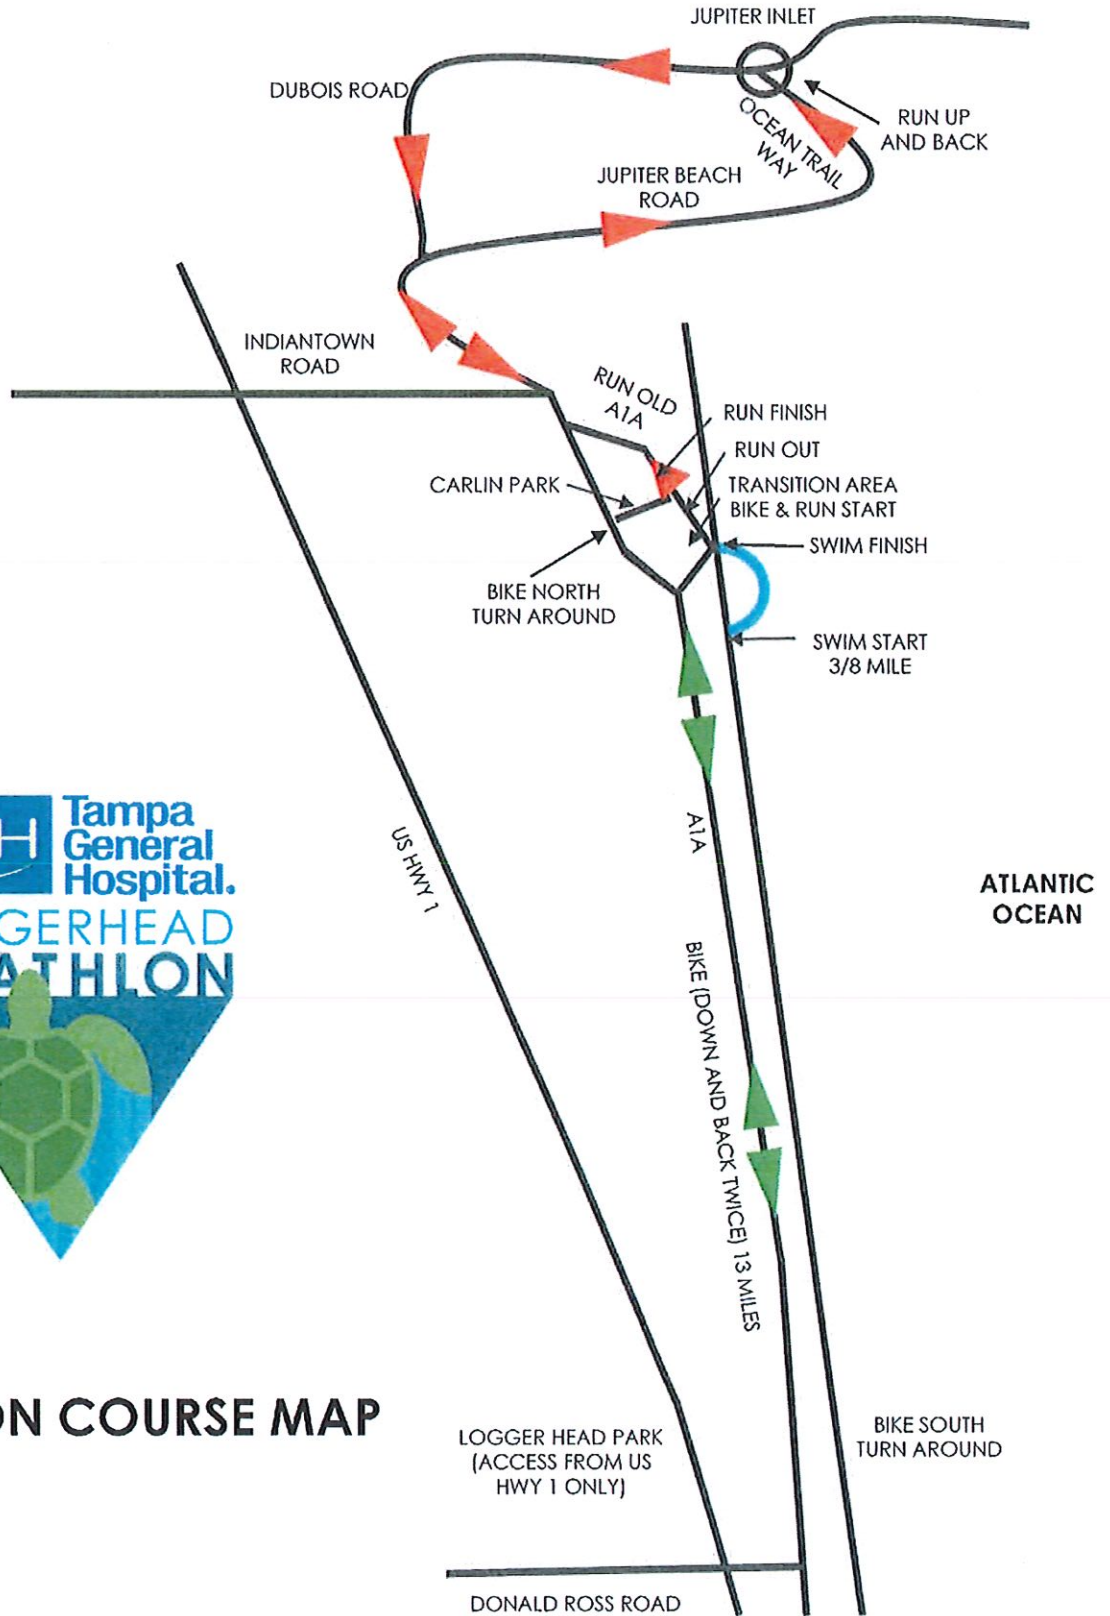 JUPITER INLET
DUBOIS ROAD
OCEAN TRAIL
WAY
RUN UP
AND BACK
JUPITER BEACH
ROAD
INDIANTOWN
ROAD
RUN OLD
A1A
RUN FINISH
RUN OUT
CARLIN PARK
TRANSITION AREA
BIKE & RUN START
SWIM FINISH
BIKE NORTH
TURN AROUND
SWIM START
3/8 MILE
H Tampa
General
Hospital.
GERHEAD
ATHLON
US HWY 1
A1A
ATLANTIC
OCEAN
BIKE (DOWN AND BACK TWICE) 13 MILES
ON COURSE MAP
LOGGER HEAD PARK
(ACCESS FROM US
HWY 1 ONLY)
BIKE SOUTH
TURN AROUND
DONALD ROSS ROAD